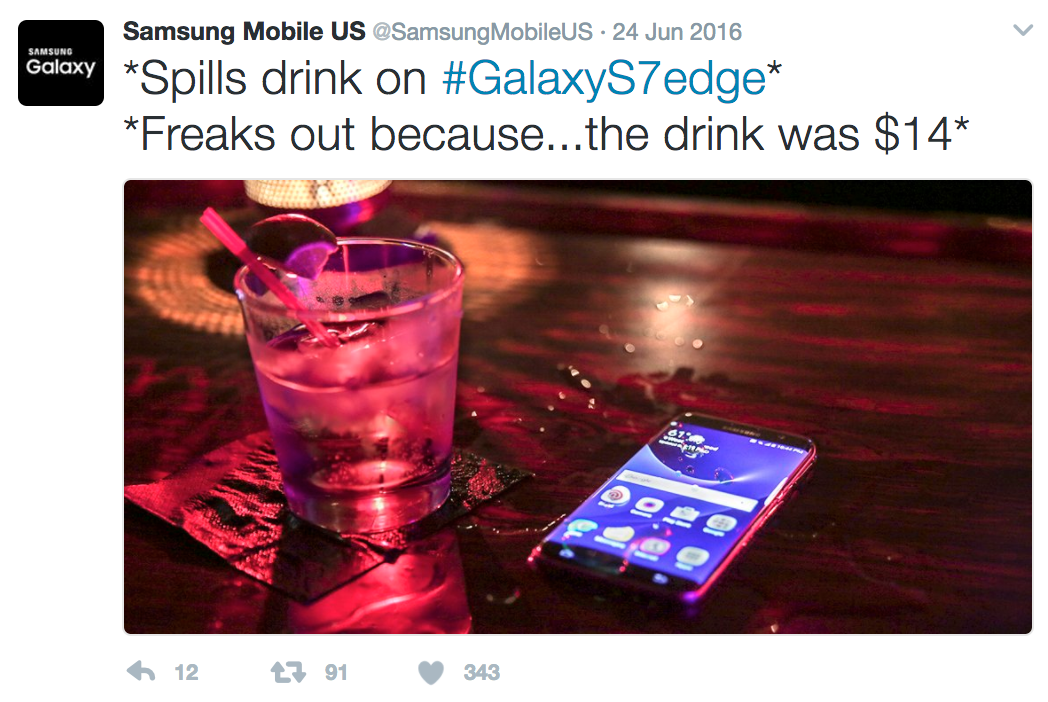 SAMSUNG
Galaxy
Samsung Mobile US @SamsungMobileUS · 24 Jun 2016
*Spills drink on #GalaxyS7edge*
*Freaks out because...the drink was $14*
12 91 343